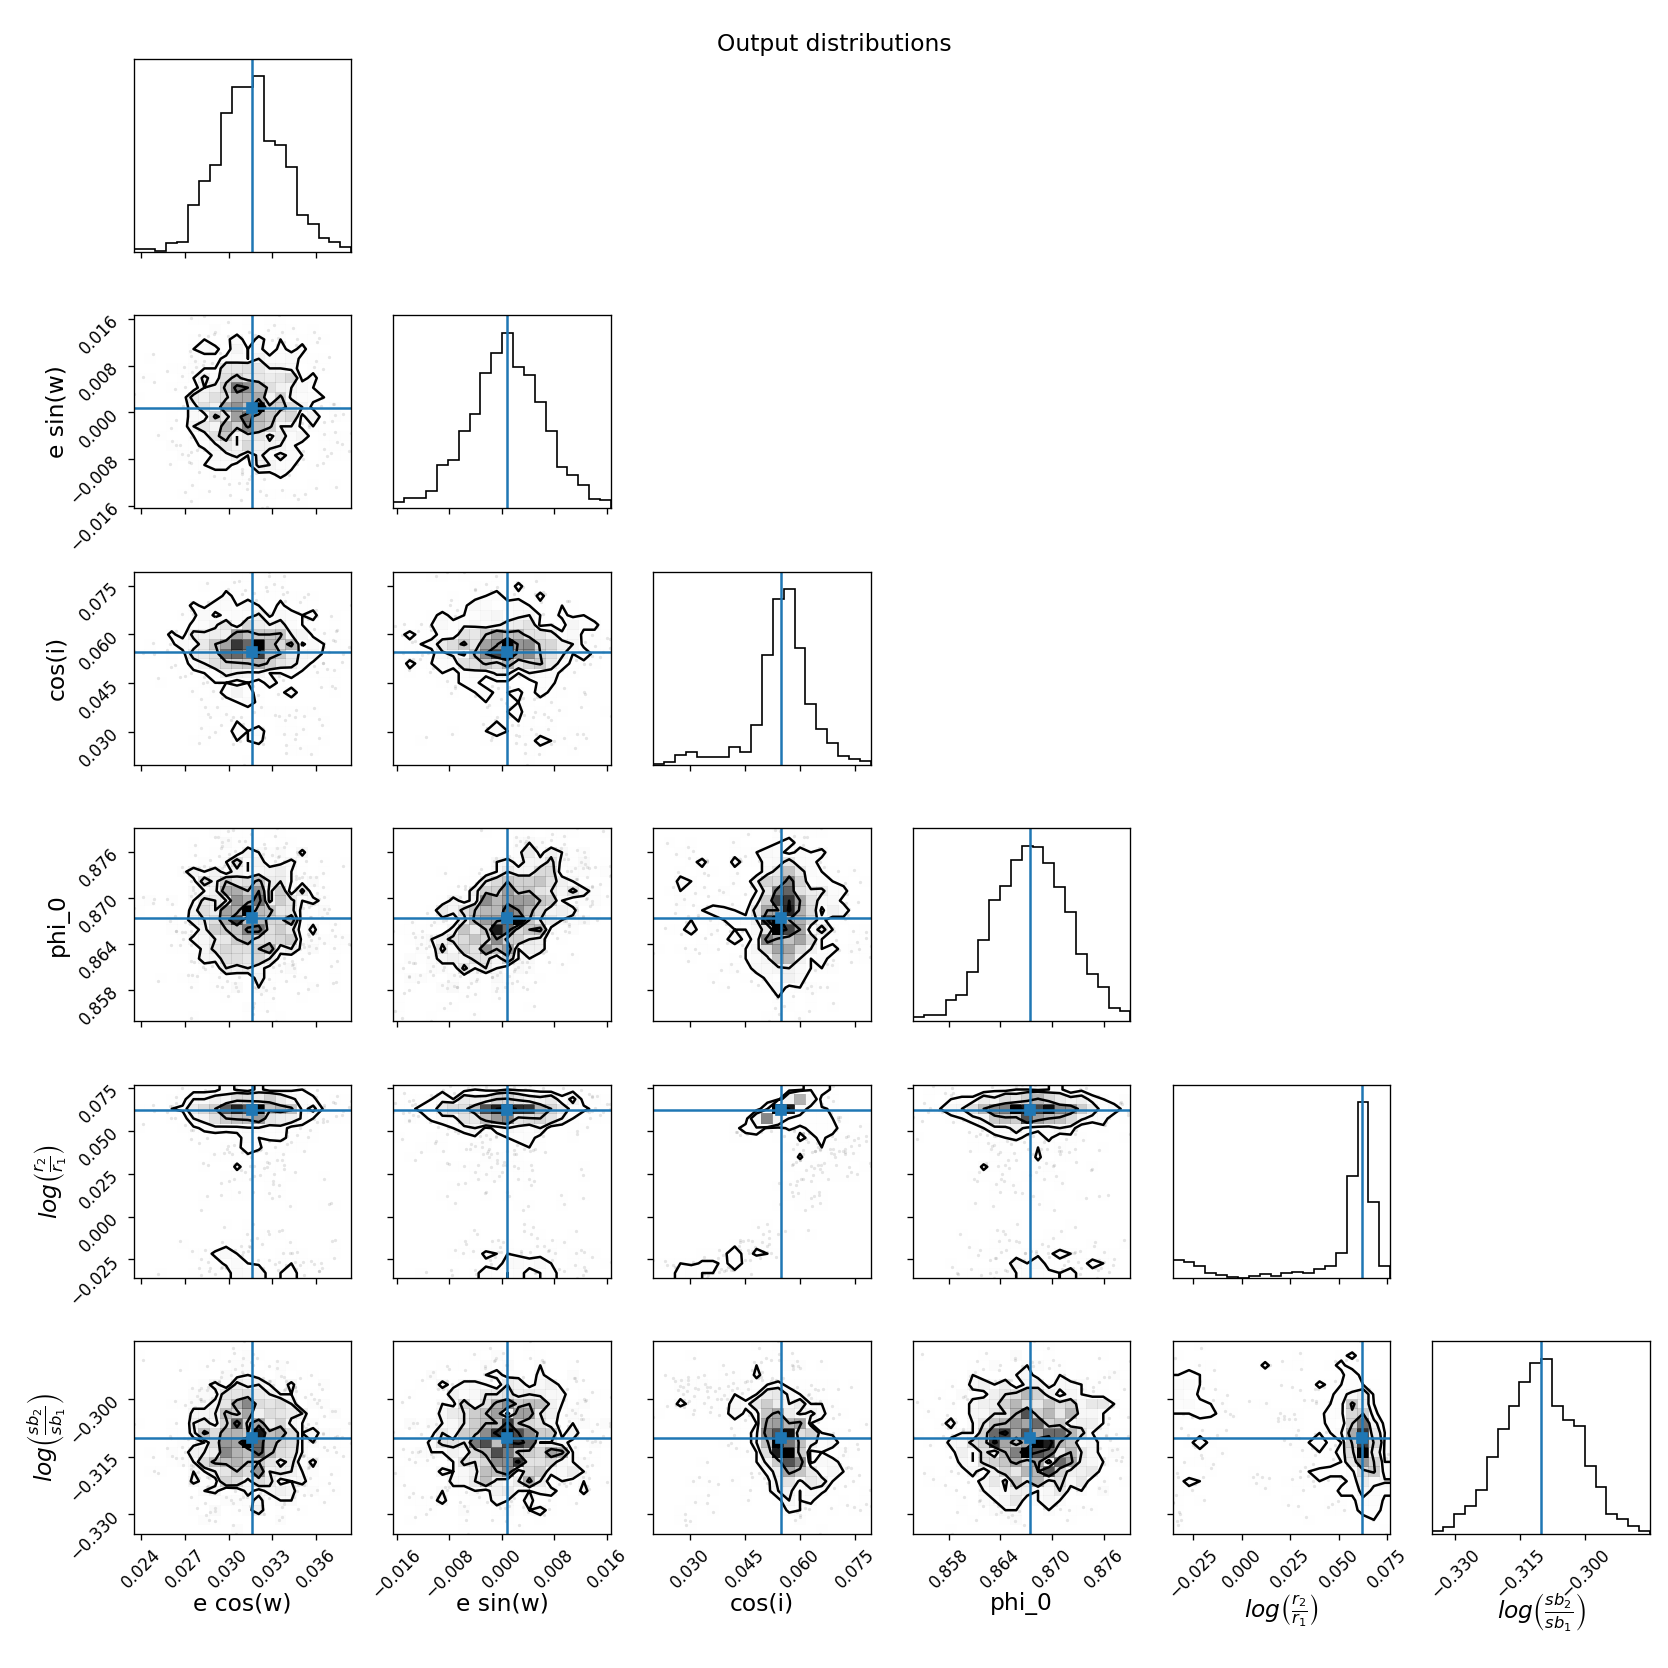 Output distributions
e sin(w)
0.016
0.008
0.000
−0.008
−0.016
cos(i)
0.075
0.060
0.045
0.030
phi_0
0.876
0.870
0.864
0.858
log(r₂/r₁)
0.075
0.050
0.025
0.000
−0.025
log(sb₂/sb₁)
−0.300
−0.315
−0.330
0.024 0.027 0.030 0.033 0.036
e cos(w)
−0.016 −0.008 0.000 0.008 0.016
e sin(w)
0.030 0.045 0.060 0.075
cos(i)
0.858 0.864 0.870 0.876
phi_0
−0.025 0.000 0.025 0.050 0.075
log(r₂/r₁)
−0.330 −0.315 −0.300
log(sb₂/sb₁)